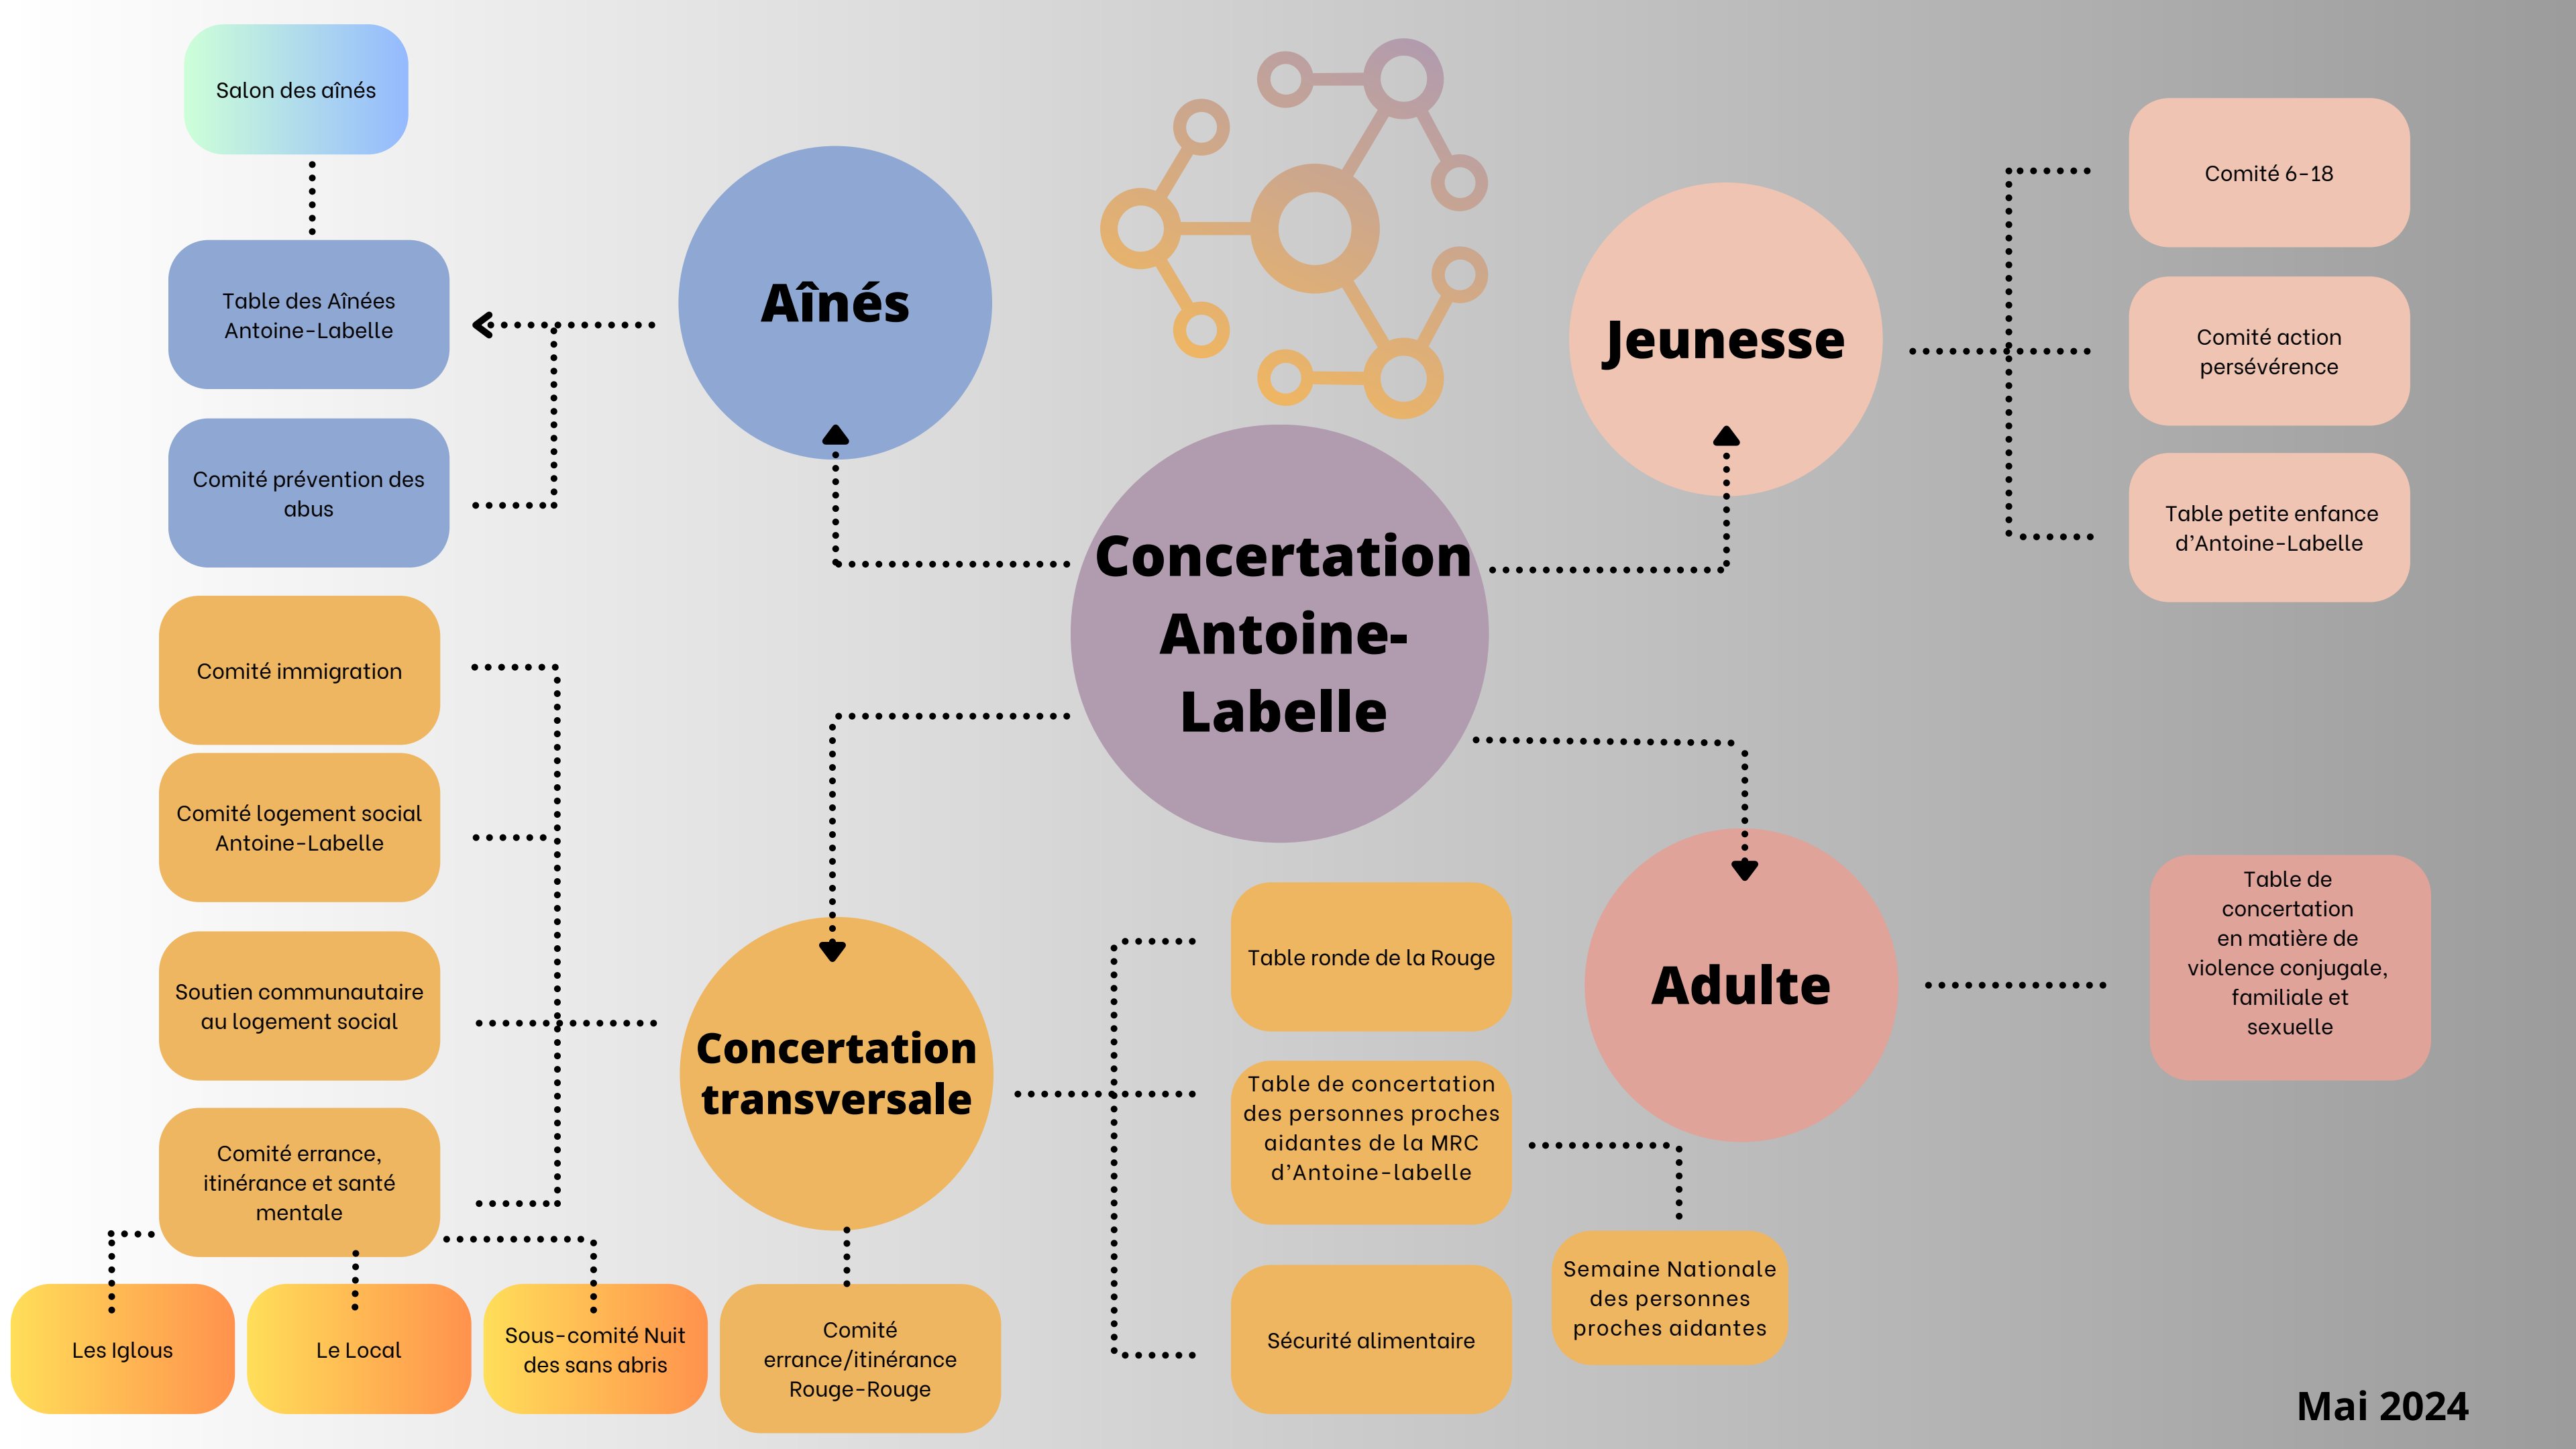 Salon des aînés
Table des Aînées
Antoine-Labelle
Comité prévention des
abus
Aînés
Jeunesse
Comité 6-18
Comité action
persévérence
Table petite enfance
d’Antoine-Labelle
Concertation
Antoine-
Labelle
Comité immigration
Comité logement social
Antoine-Labelle
Soutien communautaire
au logement social
Comité errance,
itinérance et santé
mentale
Les Iglous
Le Local
Sous-comité Nuit
des sans abris
Concertation
transversale
Comité
errance/itinérance
Rouge-Rouge
Table ronde de la Rouge
Table de concertation
des personnes proches
aidantes de la MRC
d’Antoine-labelle
Sécurité alimentaire
Semaine Nationale
des personnes
proches aidantes
Adulte
Table de
concertation
en matière de
violence conjugale,
familiale et
sexuelle
Mai 2024